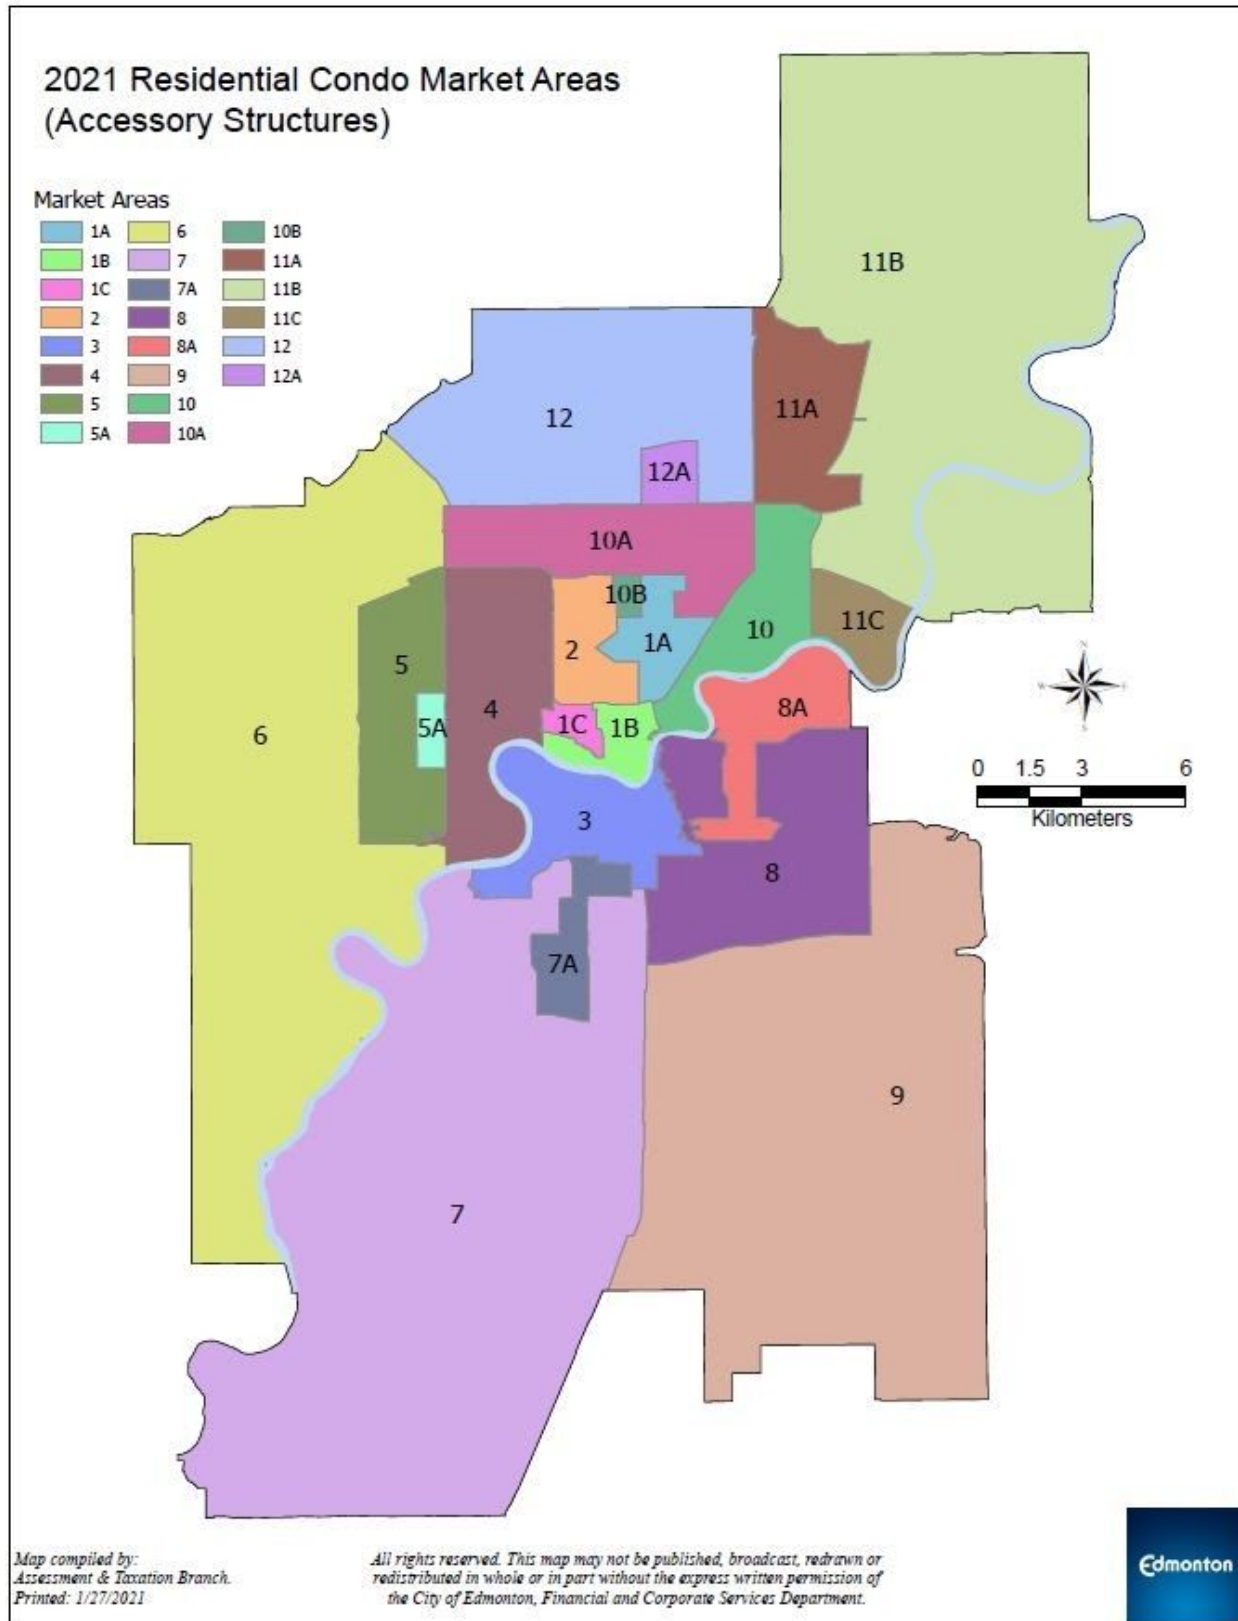 2021 Residential Condo Market Areas
(Accessory Structures)
Market Areas
1A 6 10B
1B 7 11A
1C 7A 11B
2 8 11C
3 8A 12
4 9 12A
5 10
5A 10A
11B
12
11A
12A
10A
10B
11C
10
1A
2
5
4
8A
6
5A
1C
1B
3
8
7A
9
7
0 1.5 3 6
Kilometers
Map compiled by:
Assessment & Taxation Branch.
Printed: 1/27/2021
All rights reserved. This map may not be published, broadcast, redrawn or
redistributed in whole or in part without the express written permission of
the City of Edmonton, Financial and Corporate Services Department.
Edmonton